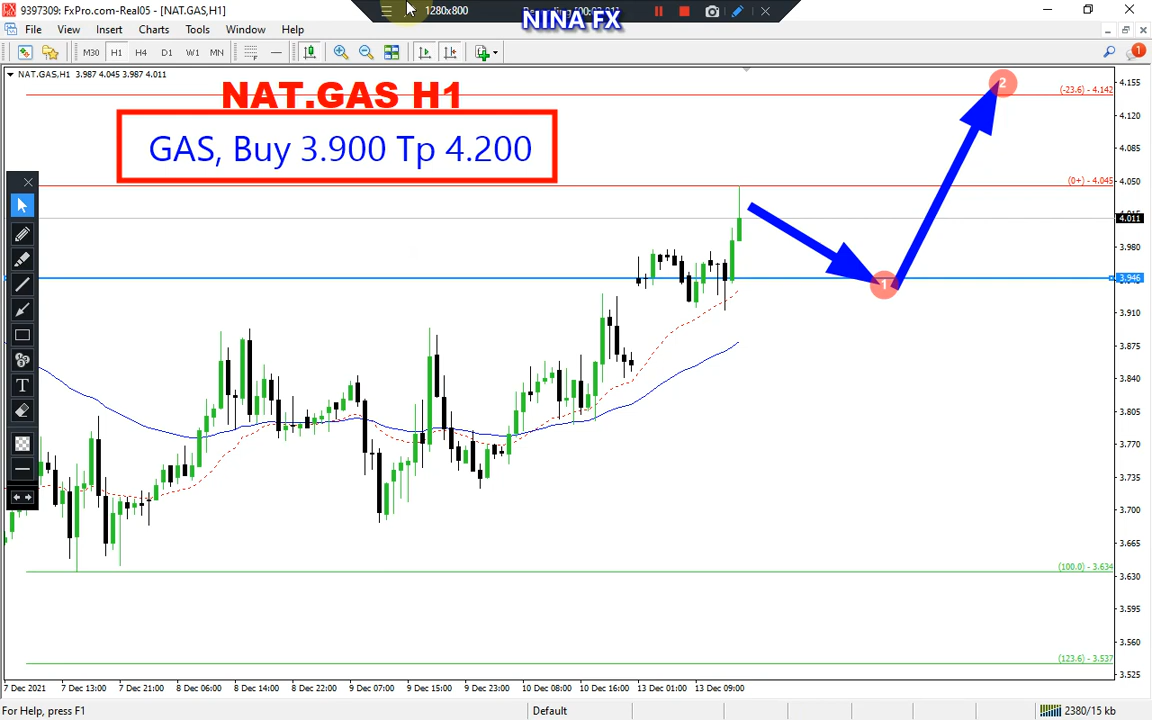 9397309: FxPro.com-Real05 - [NAT.GAS,H1]
1280x800
NINA FX
File View Insert Charts Tools Window Help
M30 H1 H4 D1 W1 MN
1
NAT.GAS,H1 3.987 4.045 3.987 4.011
NAT.GAS H1
GAS, Buy 3.900 Tp 4.200
(-23.6) - 4.142
(0+) - 4.045
(100.0) - 3.634
(123.6) - 3.537
2
1
T
4.155
4.120
4.085
4.050
4.011
3.980
3.946
3.910
3.875
3.840
3.805
3.770
3.735
3.700
3.665
3.630
3.595
3.560
3.525
7 Dec 2021 7 Dec 13:00 7 Dec 21:00 8 Dec 06:00 8 Dec 14:00 8 Dec 22:00 9 Dec 07:00 9 Dec 15:00 9 Dec 23:00 10 Dec 08:00 10 Dec 16:00 13 Dec 01:00 13 Dec 09:00
For Help, press F1
Default
2380/15 kb